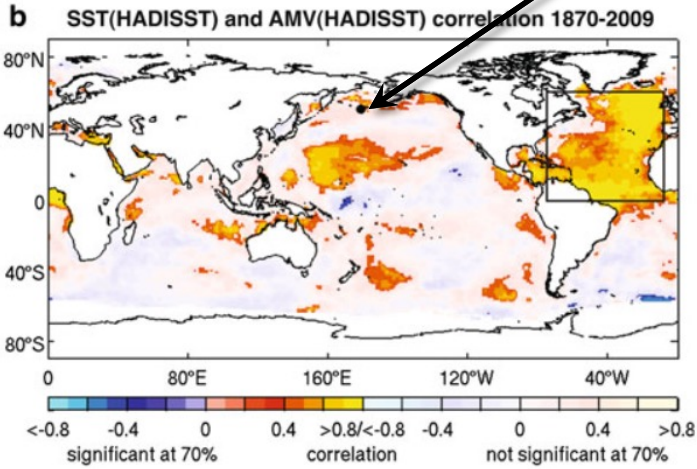 b SST(HADISST) and AMV(HADISST) correlation 1870-2009
80°N
40°N
0
40°S
80°S
0 80°E 160°E 120°W 40°W
<-0.8 -0.4 0 0.4 >0.8/<-0.8 -0.4 0 0.4 >0.8
significant at 70% correlation not significant at 70%